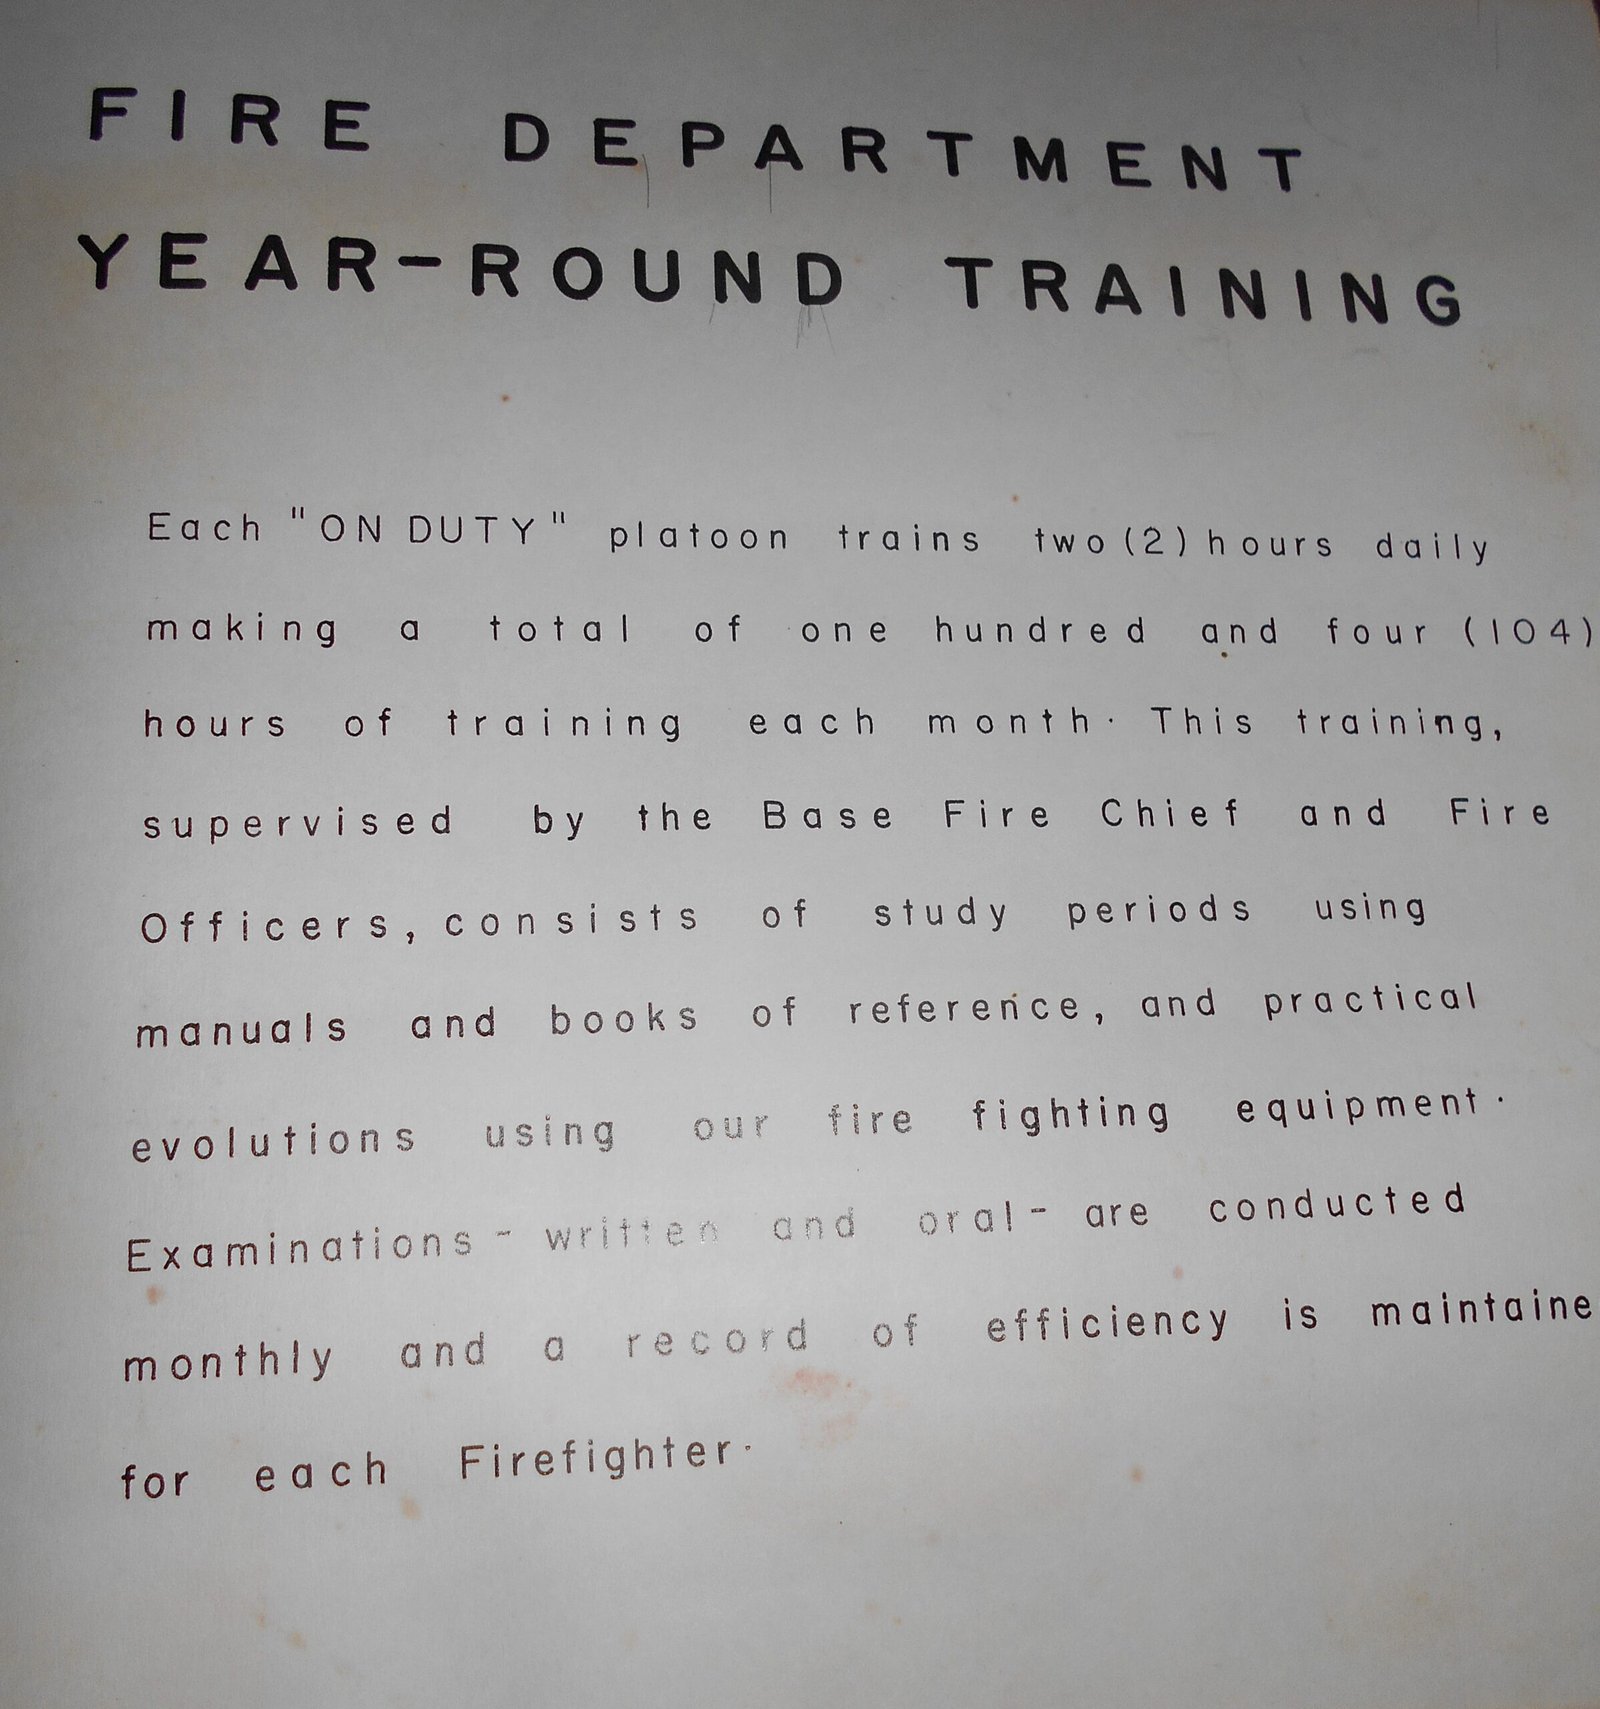 FIRE DEPARTMENT
YEAR-ROUND TRAINING
Each "ON DUTY" platoon trains two (2) hours daily
making a total of one hundred and four (104)
hours of training each month. This training,
supervised by the Base Fire Chief and Fire
Officers, consists of study periods using
manuals and books of reference, and practical
evolutions using our fire fighting equipment.
Examinations - written and oral - are conducted
monthly and a record of efficiency is maintaine
for each Firefighter.